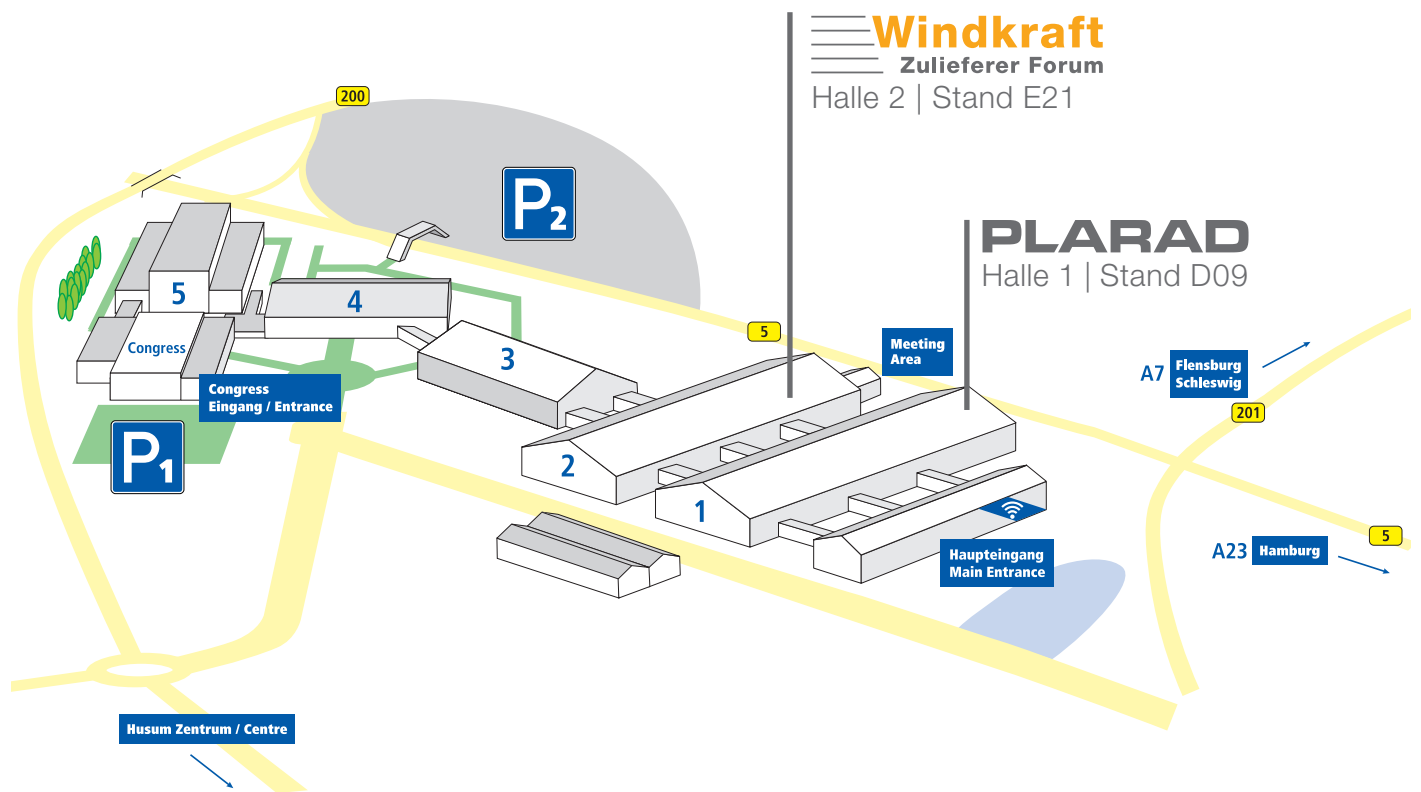 Windkraft
Zulieferer Forum
Halle 2 | Stand E21
200
P2
PLARAD
Halle 1 | Stand D09
5
4
5
Meeting
Area
3
Congress
A7 Flensburg
Schleswig
Congress
Eingang / Entrance
201
P1
2
1
5
Haupteingang
Main Entrance
A23 Hamburg
Husum Zentrum / Centre